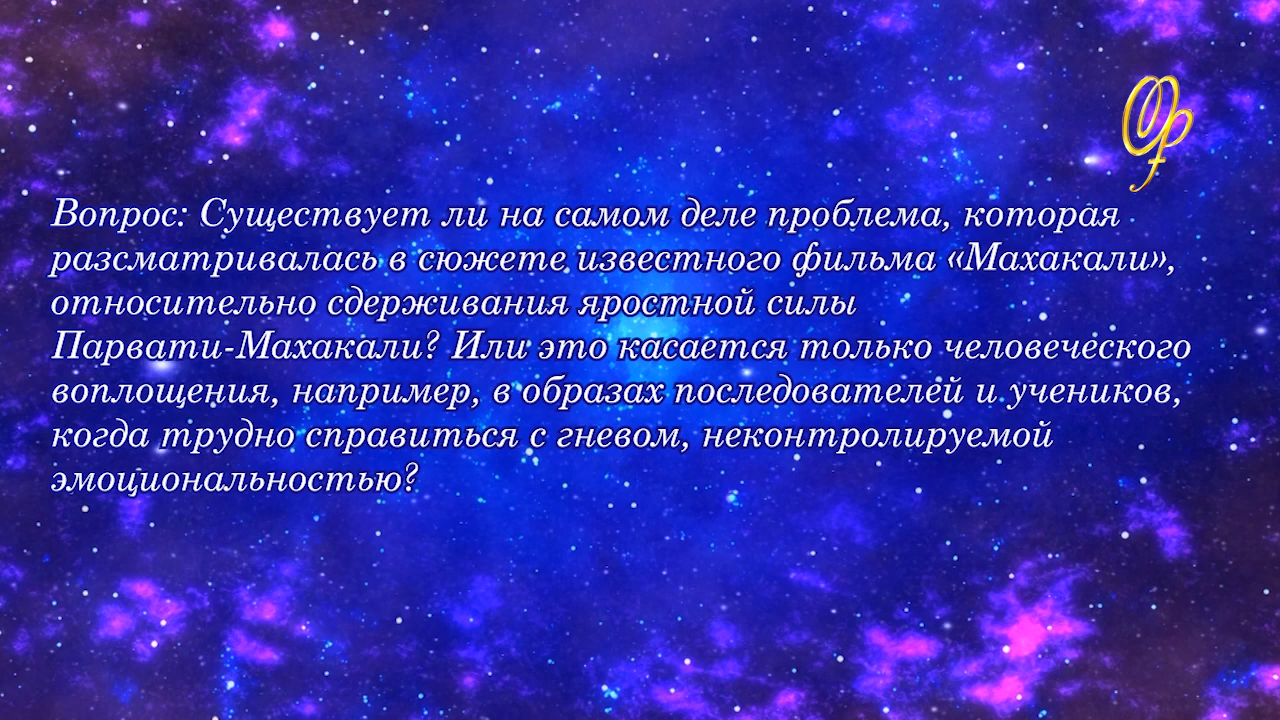 Вопрос: Существует ли на самом деле проблема, которая
разсматривалась в сюжете известного фильма «Махакали»,
относительно сдерживания яростной силы
Парвати-Махакали? Или это касается только человеческого
воплощения, например, в образах последователей и учеников,
когда трудно справиться с гневом, неконтролируемой
эмоциональностью?